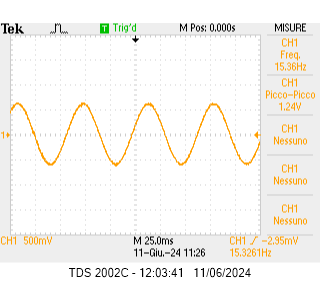 Tek T Trig'd M Pos: 0.000s MISURE
CH1
Freq.
15.36Hz
CH1
Picco-Picco
1.24V
CH1
Nessuno
CH1
Nessuno
CH1
Nessuno
1
CH1 500mV M 25.0ms CH1 / -2.95mV
11-Giu.-24 11:26 15.3261Hz
TDS 2002C - 12:03:41 11/06/2024